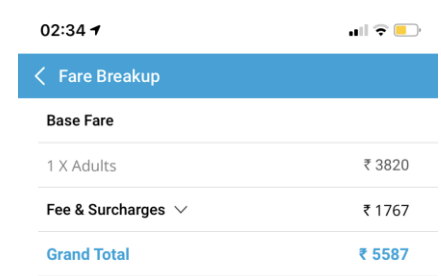 02:34
Fare Breakup
Base Fare
1 X Adults ₹ 3820
Fee & Surcharges ₹ 1767
Grand Total ₹ 5587